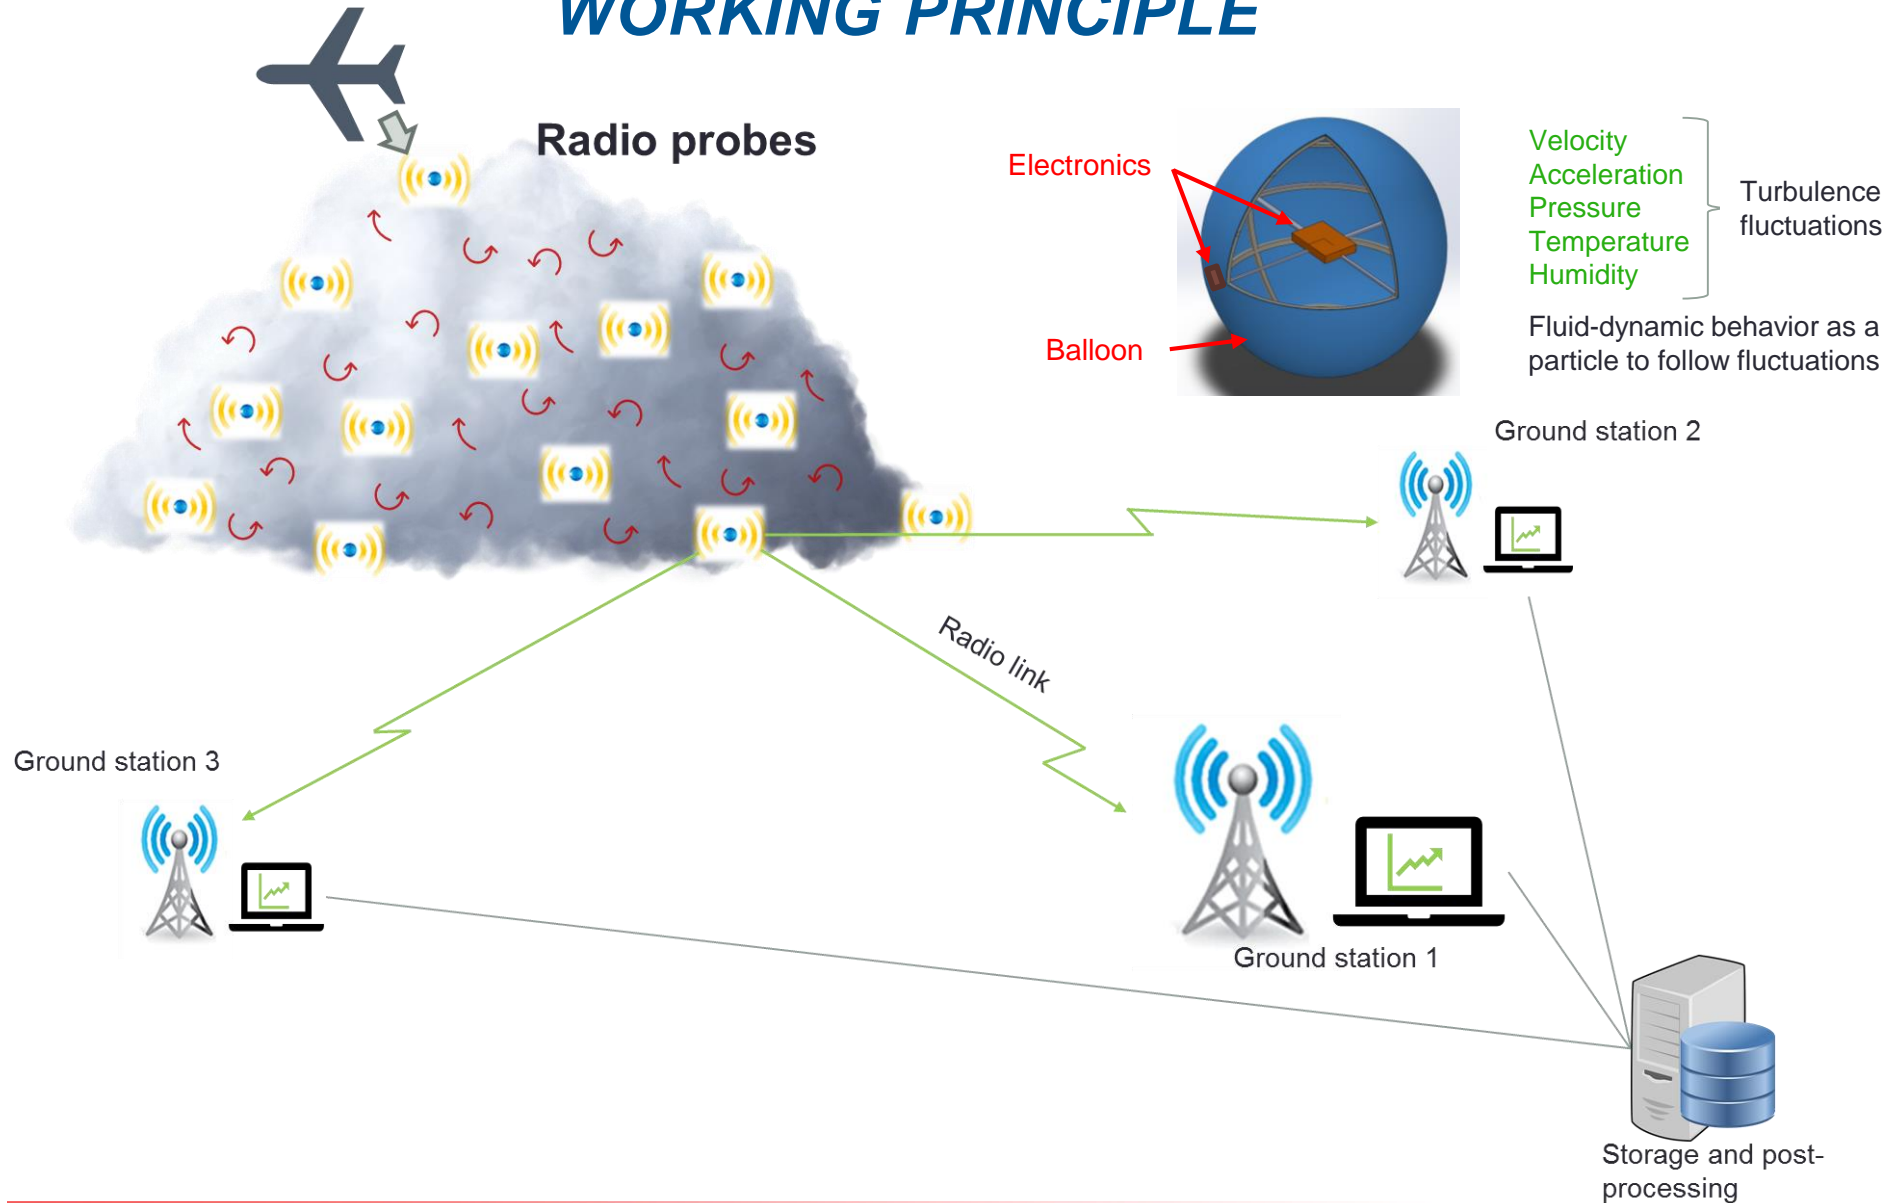 WORKING PRINCIPLE
Radio probes
Electronics
Balloon
Velocity
Acceleration
Pressure
Temperature
Humidity
Turbulence
fluctuations
Fluid-dynamic behavior as a
particle to follow fluctuations
Ground station 2
Radio link
Ground station 3
Ground station 1
Storage and post-
processing